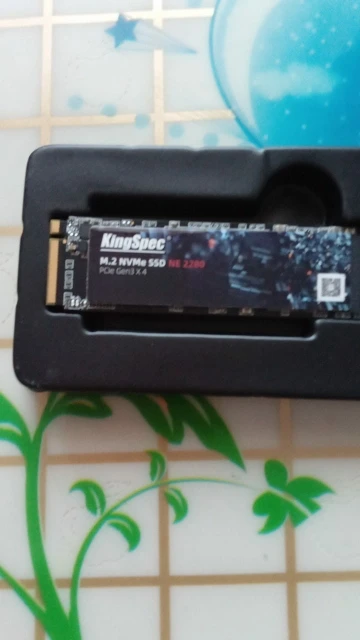 KingSpec
M.2 NVMe SSD NE 2280
PCIe Gen3 X 4